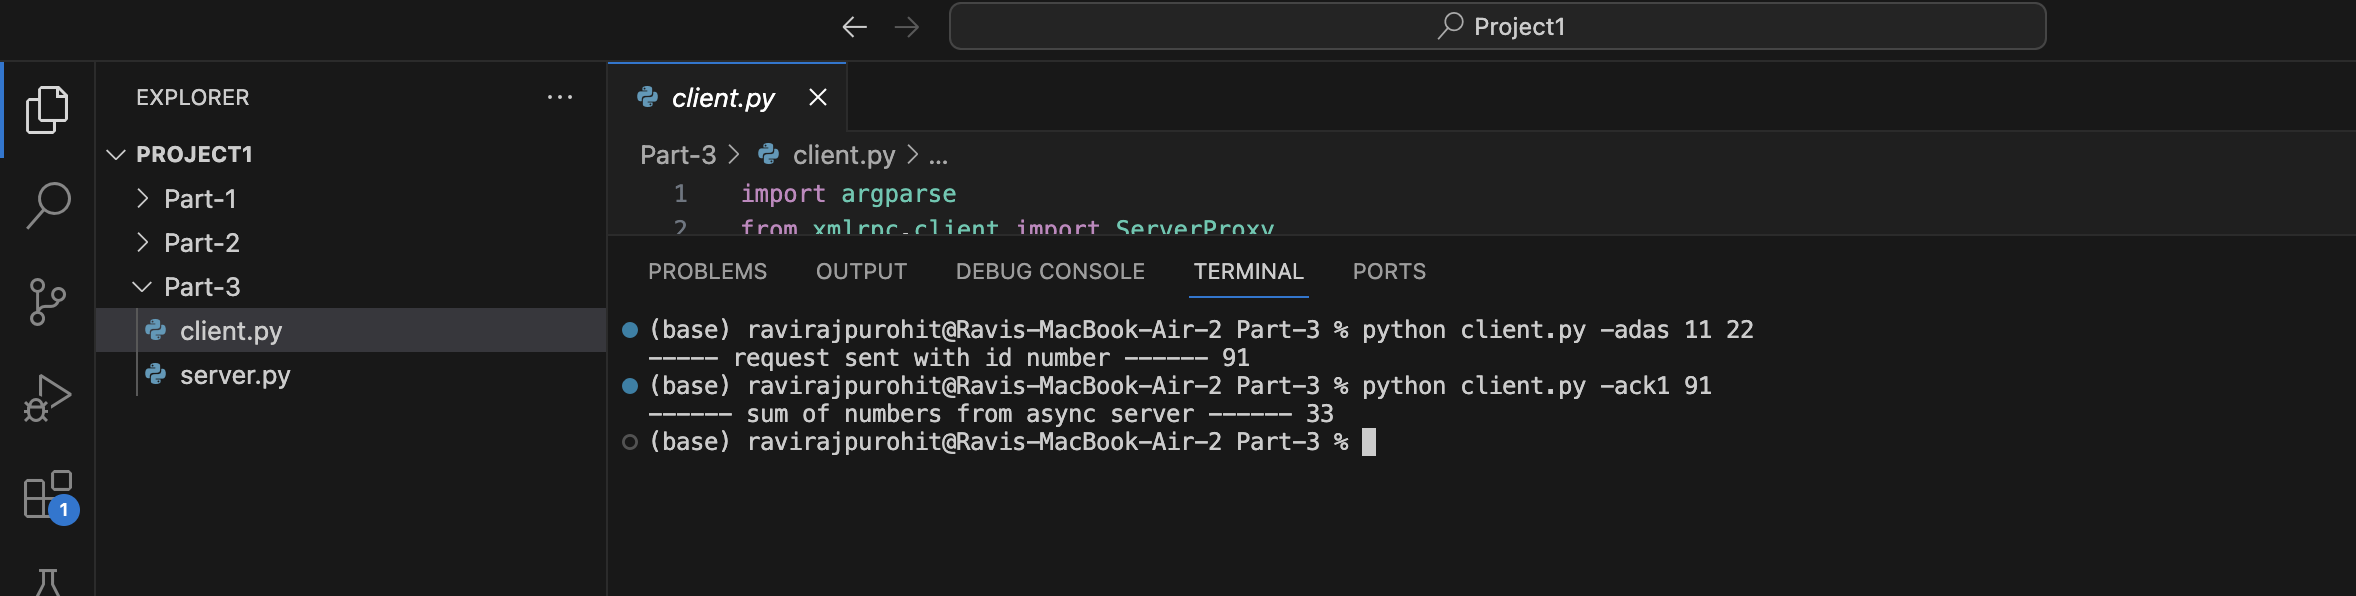 Project1
EXPLORER ...
PROJECT1
Part-1
Part-2
Part-3
client.py
server.py
1
client.py
Part-3 > client.py > ...
1 import argparse
2 from xmlrpc.client import ServerProxy
PROBLEMS OUTPUT DEBUG CONSOLE TERMINAL PORTS
(base) ravirajpurohit@Ravis-MacBook-Air-2 Part-3 % python client.py -adas 11 22
----- request sent with id number ------ 91
(base) ravirajpurohit@Ravis-MacBook-Air-2 Part-3 % python client.py -ack1 91
------ sum of numbers from async server ------ 33
(base) ravirajpurohit@Ravis-MacBook-Air-2 Part-3 %